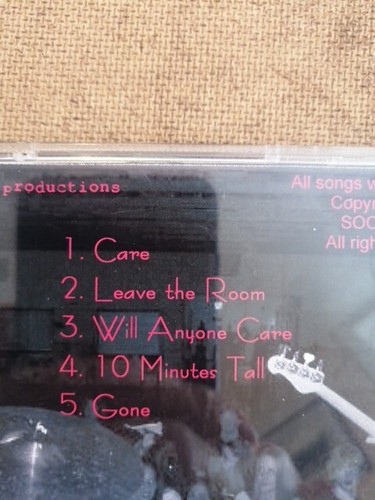 productions
All songs
Copyr
SOC
All righ
1. Care
2. Leave the Room
3. Will Anyone Care
4. 10 Minutes Tall
5. Gone